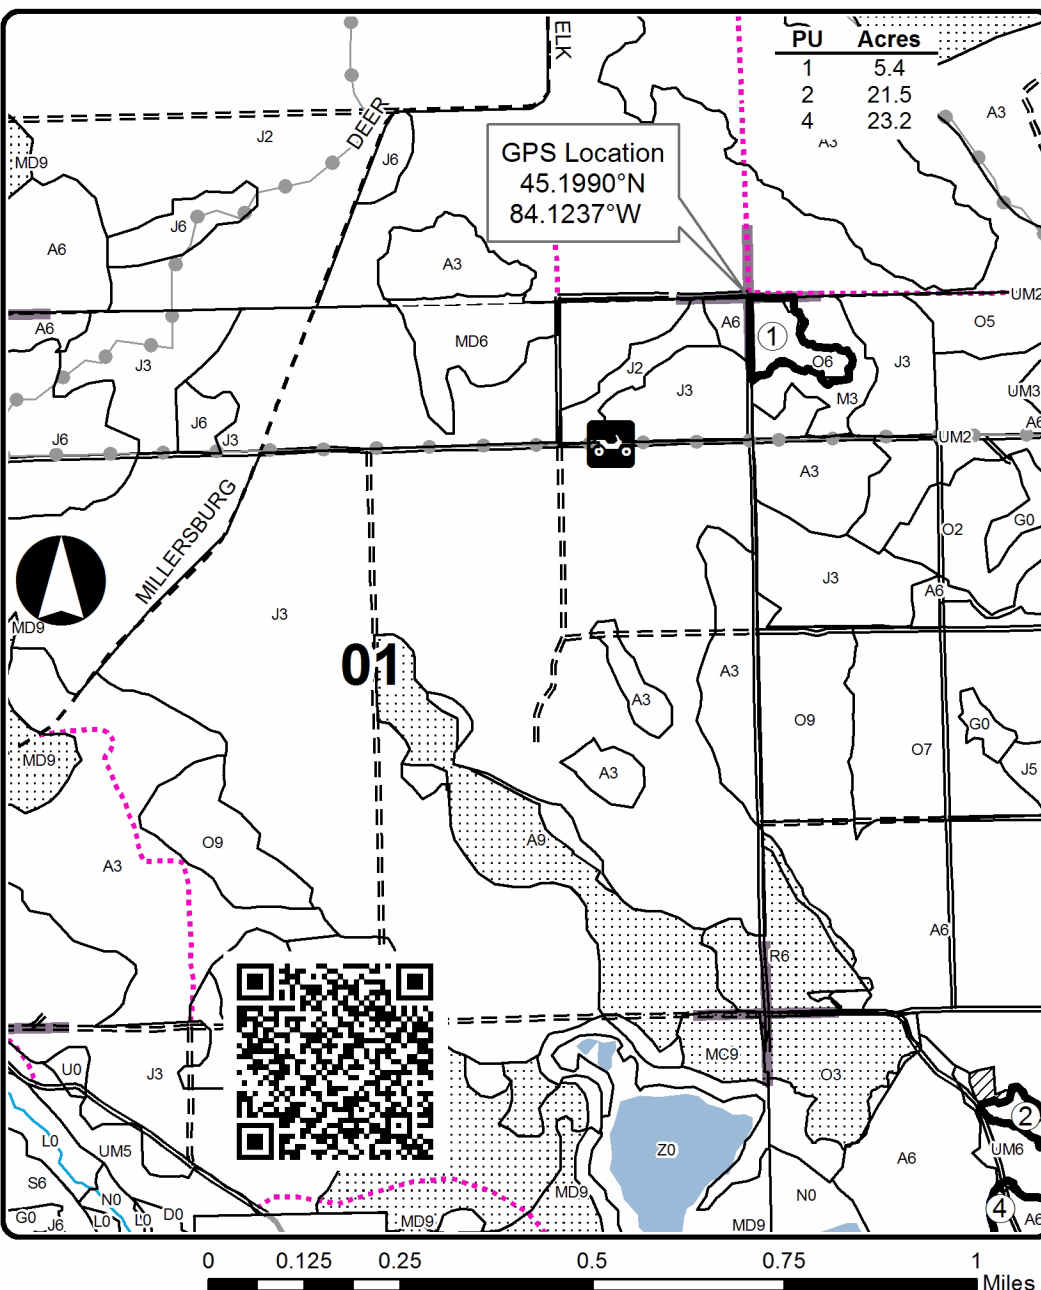 PU Acres
1 5.4
2 21.5
4 23.2
ELK
DEER
A3
A3
J2
MD9
J6
GPS Location
45.1990°N
84.1237°W
J6
A6
A3
UM2
A6
A6
1
O5
MD6
J3
J2
O6
J3
J3
UM3
M3
J6
A6
J6
J3
UM2
A3
MILLERSBURG
O2
G0
J3
A6
J3
MD9
01
A3
A3
O9
G0
O7
MD9
A3
J5
A9
O9
A3
A6
R6
MC9
O3
U0
J3
2
L0
UM5
Z0
UM6
A6
S6
MD9
N0
N0
4
G0
J6
L0
L0
D0
MD9
MD9
A6
0 0.125 0.25 0.5 0.75 1
Miles